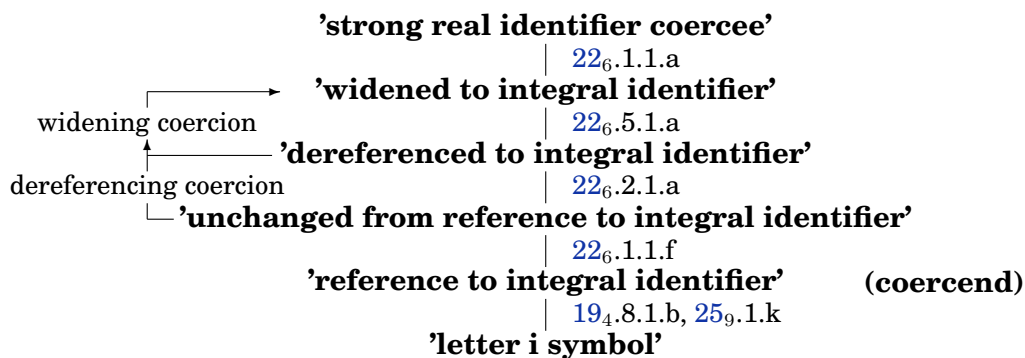 'strong real identifier coercee'
22₆.1.1.a
'widened to integral identifier'
widening coercion
22₆.5.1.a
'dereferenced to integral identifier'
dereferencing coercion
22₆.2.1.a
'unchanged from reference to integral identifier'
22₆.1.1.f
'reference to integral identifier' (coercend)
19₄.8.1.b, 25₉.1.k
'letter i symbol'